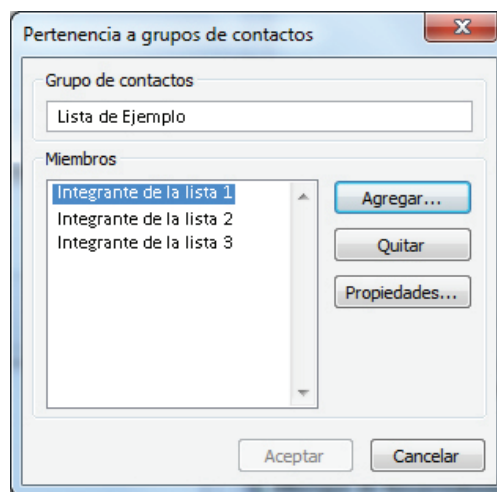 Pertenencia a grupos de contactos
Grupo de contactos
Lista de Ejemplo
Miembros
Integrante de la lista 1
Integrante de la lista 2
Integrante de la lista 3
Agregar...
Quitar
Propiedades...
Aceptar
Cancelar